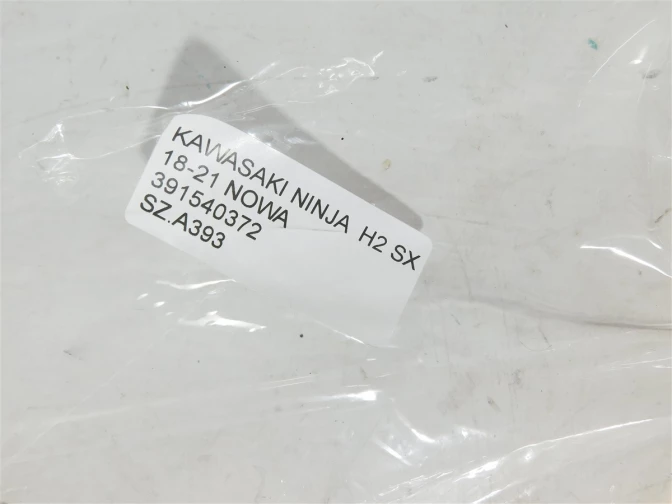 KAWASAKI NINJA H2 SX
18-21 NOWA
391540372
SZ.A393